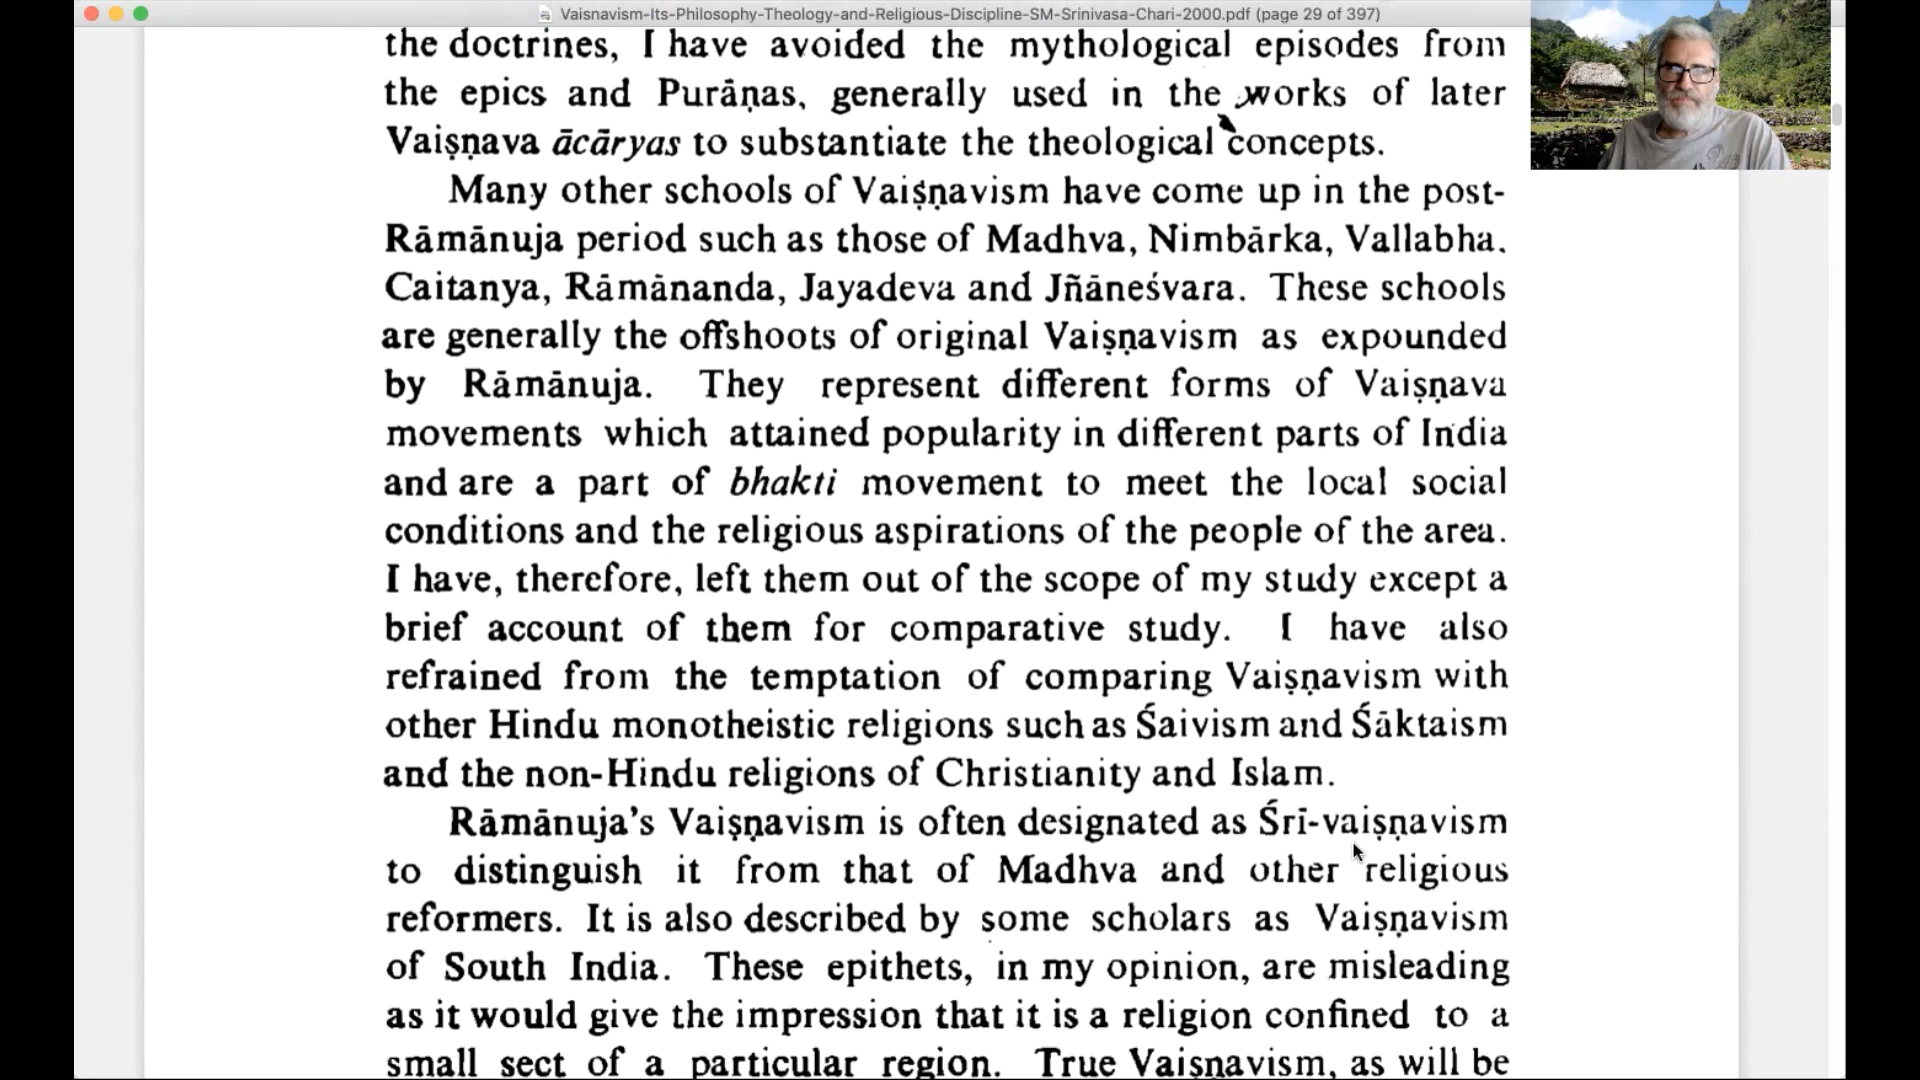 Vaisnavism-Its-Philosophy-Theology-and-Religious-Discipline-SM-Srinivasa-Chari-2000.pdf (page 29 of 397)
the doctrines, I have avoided the mythological episodes from
the epics and Purāṇas, generally used in the works of later
Vaiṣṇava ācāryas to substantiate the theological concepts.
Many other schools of Vaiṣṇavism have come up in the post-
Rāmānuja period such as those of Madhva, Nimbārka, Vallabha.
Caitanya, Rāmānanda, Jayadeva and Jñāneśvara. These schools
are generally the offshoots of original Vaiṣṇavism as expounded
by Rāmānuja. They represent different forms of Vaiṣṇava
movements which attained popularity in different parts of India
and are a part of bhakti movement to meet the local social
conditions and the religious aspirations of the people of the area.
I have, therefore, left them out of the scope of my study except a
brief account of them for comparative study. I have also
refrained from the temptation of comparing Vaiṣṇavism with
other Hindu monotheistic religions such as Śaivism and Śāktaism
and the non-Hindu religions of Christianity and Islam.
Rāmānuja's Vaiṣṇavism is often designated as Śrī-vaiṣṇavism
to distinguish it from that of Madhva and other religious
reformers. It is also described by some scholars as Vaiṣṇavism
of South India. These epithets, in my opinion, are misleading
as it would give the impression that it is a religion confined to a
small sect of a particular region. True Vaiṣṇavism, as will be